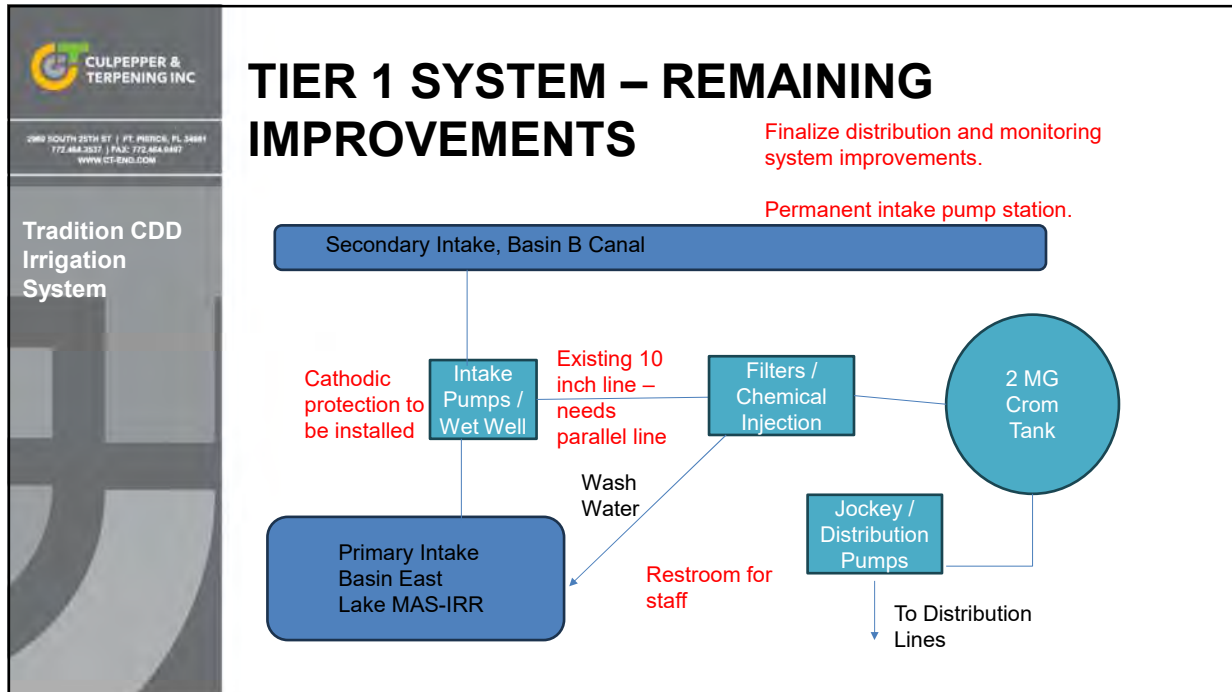 CULPEPPER &
TERPENING INC
2980 SOUTH 25TH ST | FT. PIERCE, FL 34981
772.464.3537 | FAX: 772.464.9497
WWW.CT-ENG.COM
Tradition CDD
Irrigation
System
TIER 1 SYSTEM – REMAINING
IMPROVEMENTS
Finalize distribution and monitoring
system improvements.
Permanent intake pump station.
Secondary Intake, Basin B Canal
Cathodic
protection to
be installed
Intake
Pumps /
Wet Well
Existing 10
inch line –
needs
parallel line
Filters /
Chemical
Injection
2 MG
Crom
Tank
Wash
Water
Jockey /
Distribution
Pumps
Primary Intake
Basin East
Lake MAS-IRR
Restroom for
staff
To Distribution
Lines